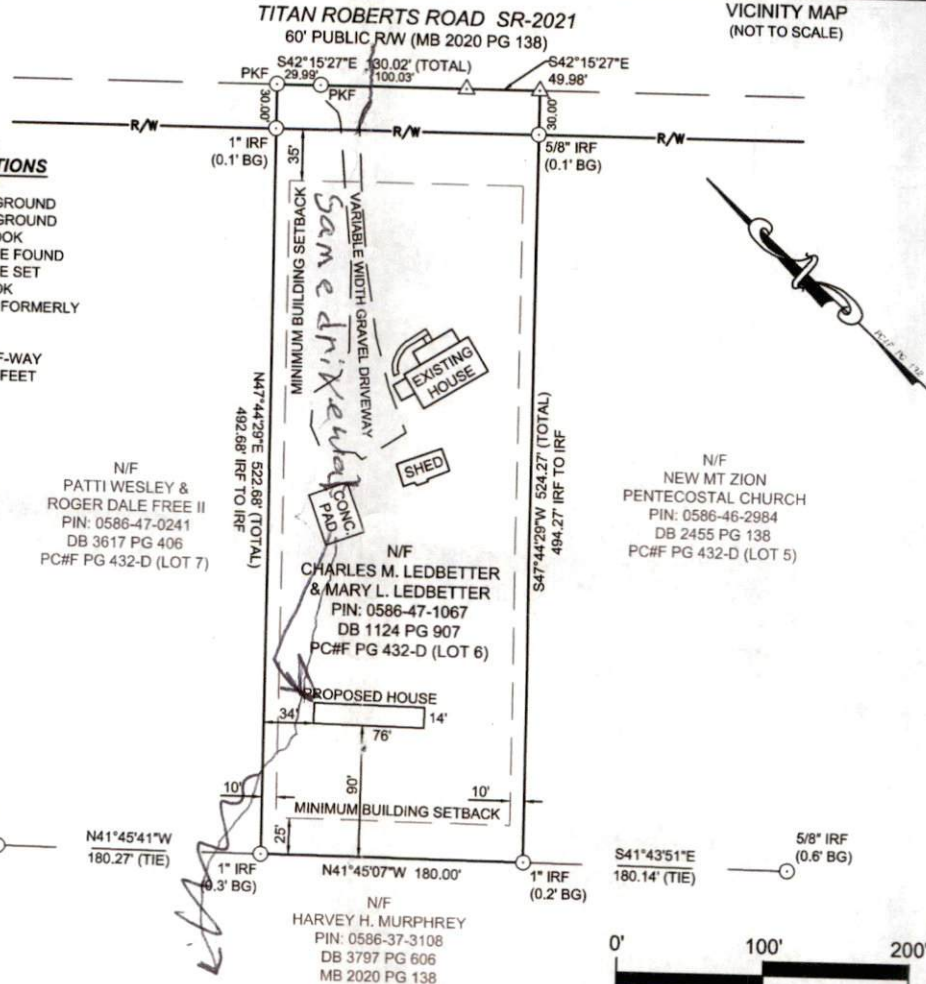 TITAN ROBERTS ROAD SR-2021
60' PUBLIC R/W (MB 2020 PG 138)
VICINITY MAP
(NOT TO SCALE)
S42°15'27"E 130.02' (TOTAL)
PKF
29.99'
100.03'
PKF
S42°15'27"E
49.98'
30.00'
30.00'
R/W
R/W
R/W
1" IRF
(0.1' BG)
5/8" IRF
(0.1' BG)
35'
TIONS
GROUND
GROUND
OOK
E FOUND
E SET
OK
FORMERLY
F-WAY
FEET
MINIMUM BUILDING SETBACK
Same driveway
VARIABLE WIDTH GRAVEL DRIVEWAY
EXISTING
HOUSE
SHED
CONC.
PAD
N47°44'29"E 522.68' (TOTAL)
492.68' IRF TO IRF
S47°44'29"W 524.27' (TOTAL)
494.27' IRF TO IRF
PC#F PG 432
N/F
PATTI WESLEY &
ROGER DALE FREE II
PIN: 0586-47-0241
DB 3617 PG 406
PC#F PG 432-D (LOT 7)
N/F
NEW MT ZION
PENTECOSTAL CHURCH
PIN: 0586-46-2984
DB 2455 PG 138
PC#F PG 432-D (LOT 5)
N/F
CHARLES M. LEDBETTER
& MARY L. LEDBETTER
PIN: 0586-47-1067
DB 1124 PG 907
PC#F PG 432-D (LOT 6)
PROPOSED HOUSE
34'
14'
76'
90'
10'
10'
MINIMUM BUILDING SETBACK
25'
N41°45'41"W
180.27' (TIE)
1" IRF
(0.3' BG)
N41°45'07"W 180.00'
1" IRF
(0.2' BG)
S41°43'51"E
180.14' (TIE)
5/8" IRF
(0.6' BG)
N/F
HARVEY H. MURPHREY
PIN: 0586-37-3108
DB 3797 PG 606
MB 2020 PG 138
0' 100' 200'